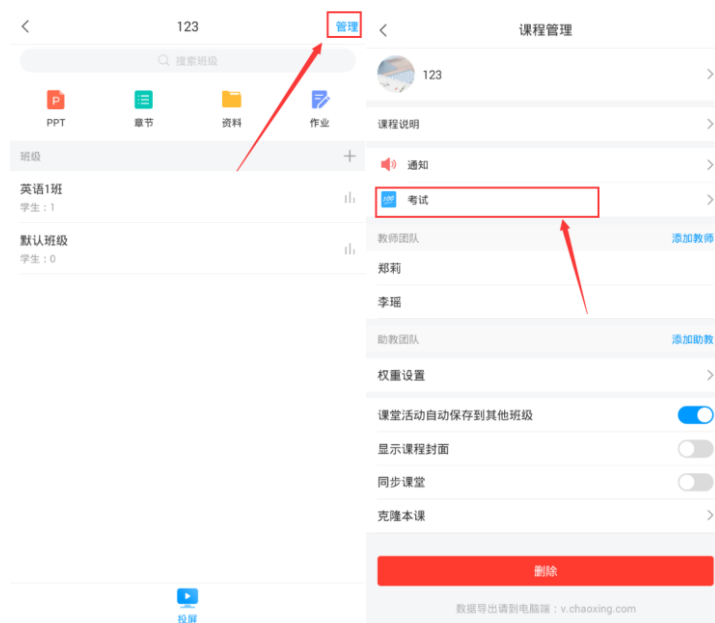 123
管理
搜索班级
PPT
章节
资料
作业
班级
英语1班
学生：1
默认班级
学生：0
投屏
课程管理
123
课程说明
通知
100
考试
教师团队
添加教师
郑莉
李瑶
助教团队
添加助教
权重设置
课堂活动自动保存到其他班级
显示课程封面
同步课堂
克隆本课
删除
数据导出请到电脑端：v.chaoxing.com